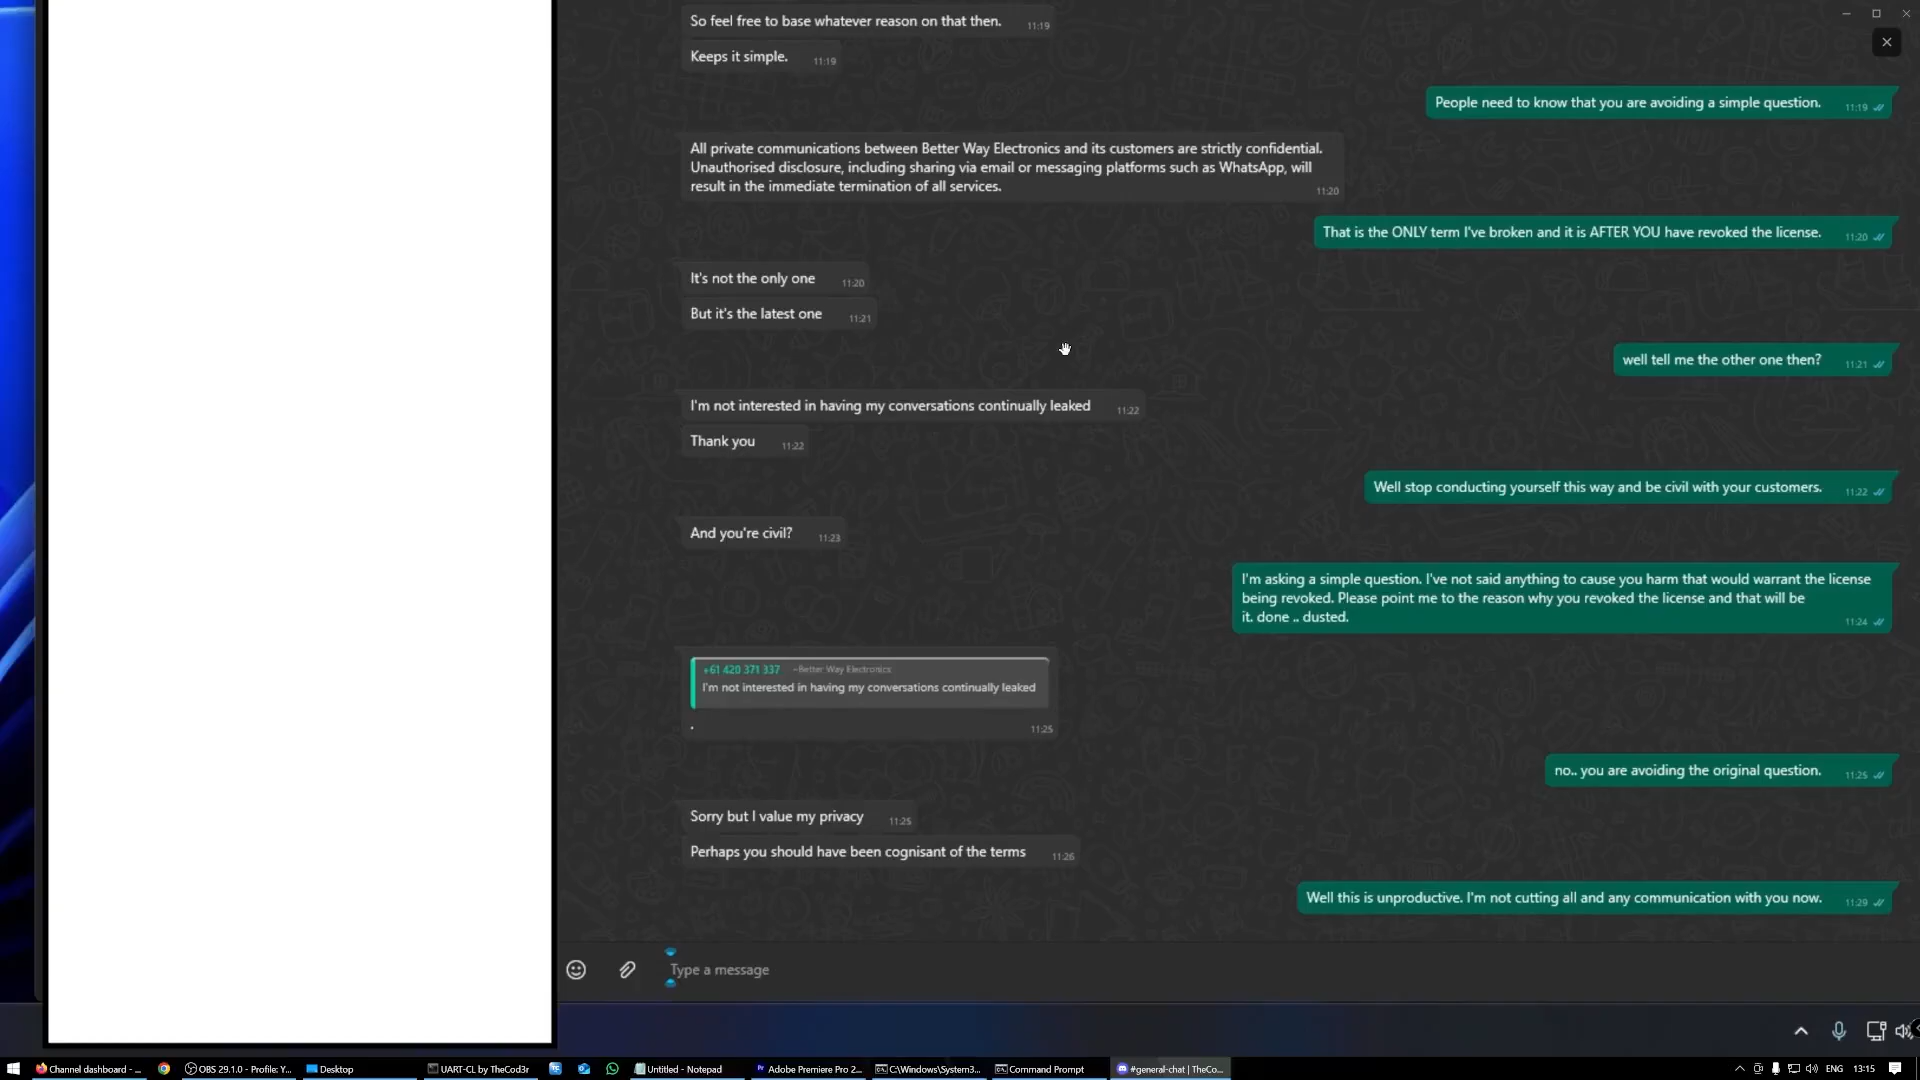 So feel free to base whatever reason on that then. 11:19
Keeps it simple. 11:19
People need to know that you are avoiding a simple question. 11:19
All private communications between Better Way Electronics and its customers are strictly confidential.
Unauthorised disclosure, including sharing via email or messaging platforms such as WhatsApp, will
result in the immediate termination of all services. 11:20
That is the ONLY term I've broken and it is AFTER YOU have revoked the license. 11:20
It's not the only one 11:20
But it's the latest one 11:21
well tell me the other one then? 11:21
I'm not interested in having my conversations continually leaked 11:22
Thank you 11:22
Well stop conducting yourself this way and be civil with your customers. 11:22
And you're civil? 11:23
I'm asking a simple question. I've not said anything to cause you harm that would warrant the license
being revoked. Please point me to the reason why you revoked the license and that will be
it. done .. dusted. 11:24
+61 420 371 337 ~Better Way Electronics
I'm not interested in having my conversations continually leaked
. 11:25
no.. you are avoiding the original question. 11:25
Sorry but I value my privacy 11:25
Perhaps you should have been cognisant of the terms 11:26
Well this is unproductive. I'm not cutting all and any communication with you now. 11:29
Type a message
Channel dashboard - ... OBS 29.1.0 - Profile: Y... Desktop UART-CL by TheCod3r Untitled - Notepad Adobe Premiere Pro 2... C:\Windows\System3... Command Prompt #general-chat | TheCo... ENG 13:15